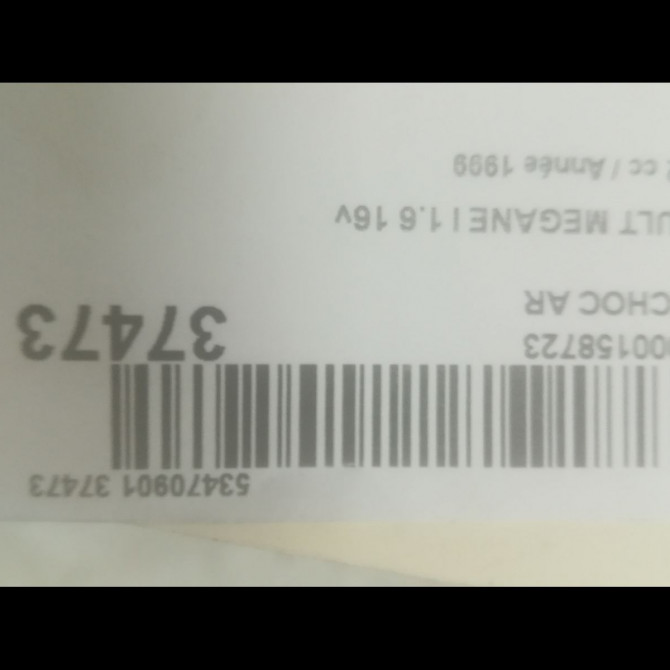 53470901 37473
00158723 37473
CHOC AR
ULT MEGANE I 1.6 16v
cc / Année 1999